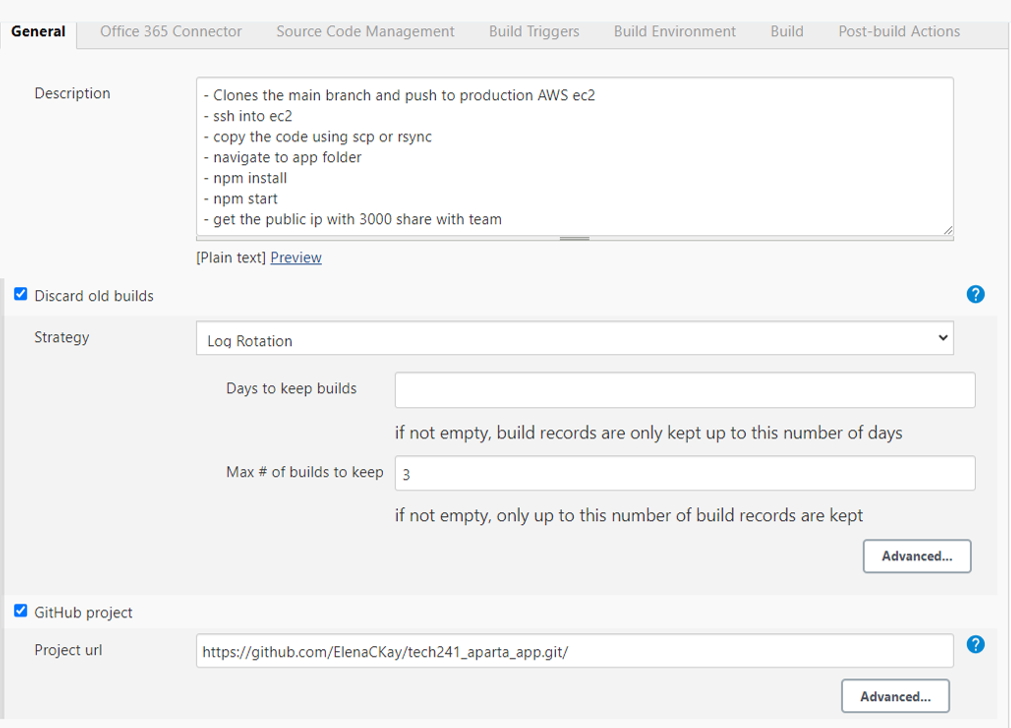 General Office 365 Connector Source Code Management Build Triggers Build Environment Build Post-build Actions
Description
- Clones the main branch and push to production AWS ec2
- ssh into ec2
- copy the code using scp or rsync
- navigate to app folder
- npm install
- npm start
- get the public ip with 3000 share with team
[Plain text] Preview
Discard old builds
?
Strategy
Log Rotation
Days to keep builds
if not empty, build records are only kept up to this number of days
Max # of builds to keep
3
if not empty, only up to this number of build records are kept
Advanced...
GitHub project
Project url
https://github.com/ElenaCKay/tech241_aparta_app.git/
?
Advanced...